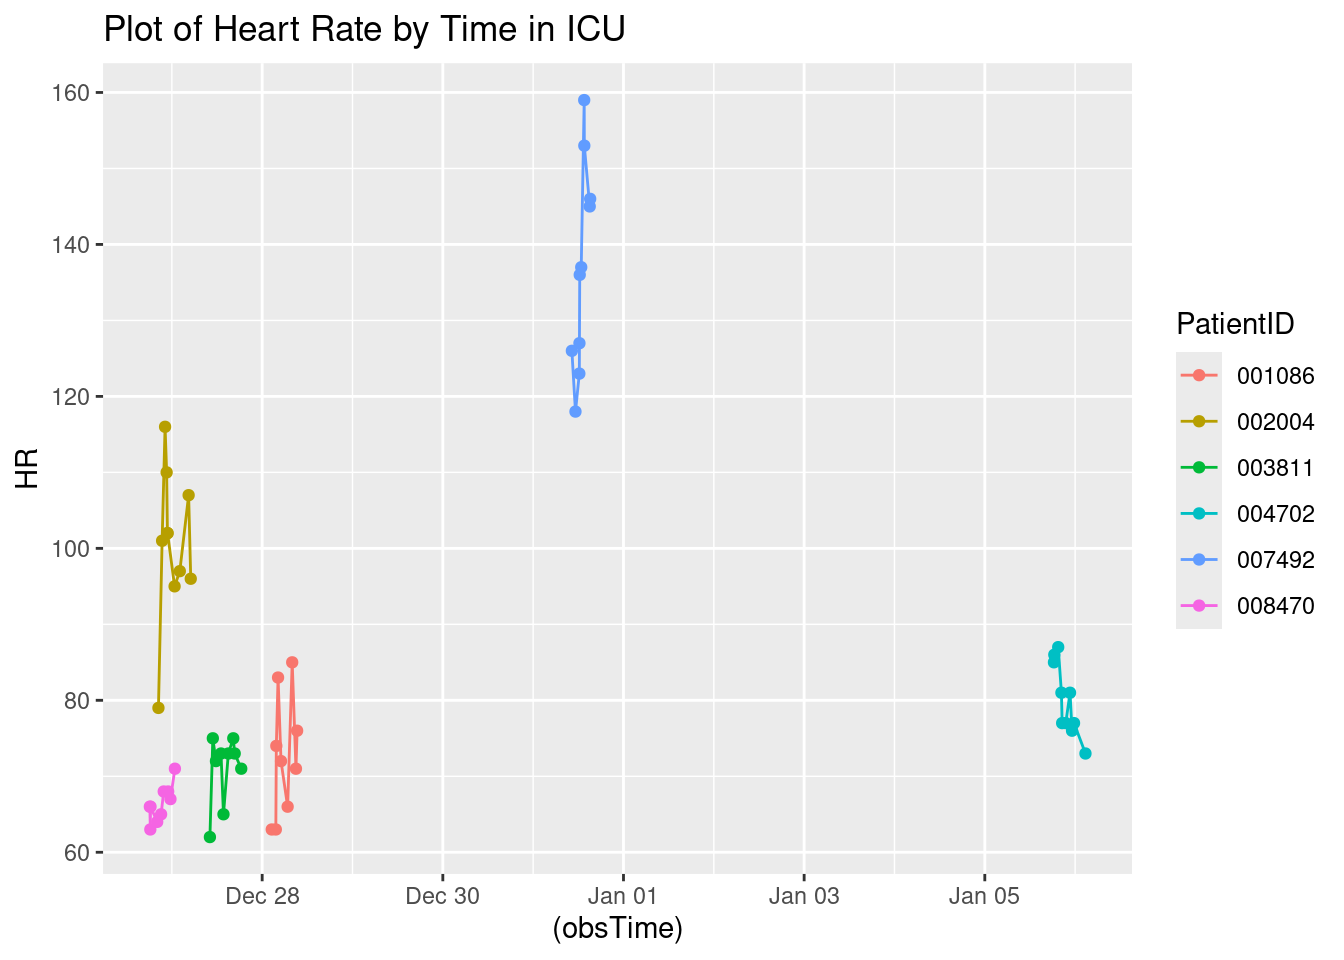 Plot of Heart Rate by Time in ICU
160
140
120
100
80
60
HR
Dec 28
Dec 30
Jan 01
Jan 03
Jan 05
(obsTime)
PatientID
001086
002004
003811
004702
007492
008470